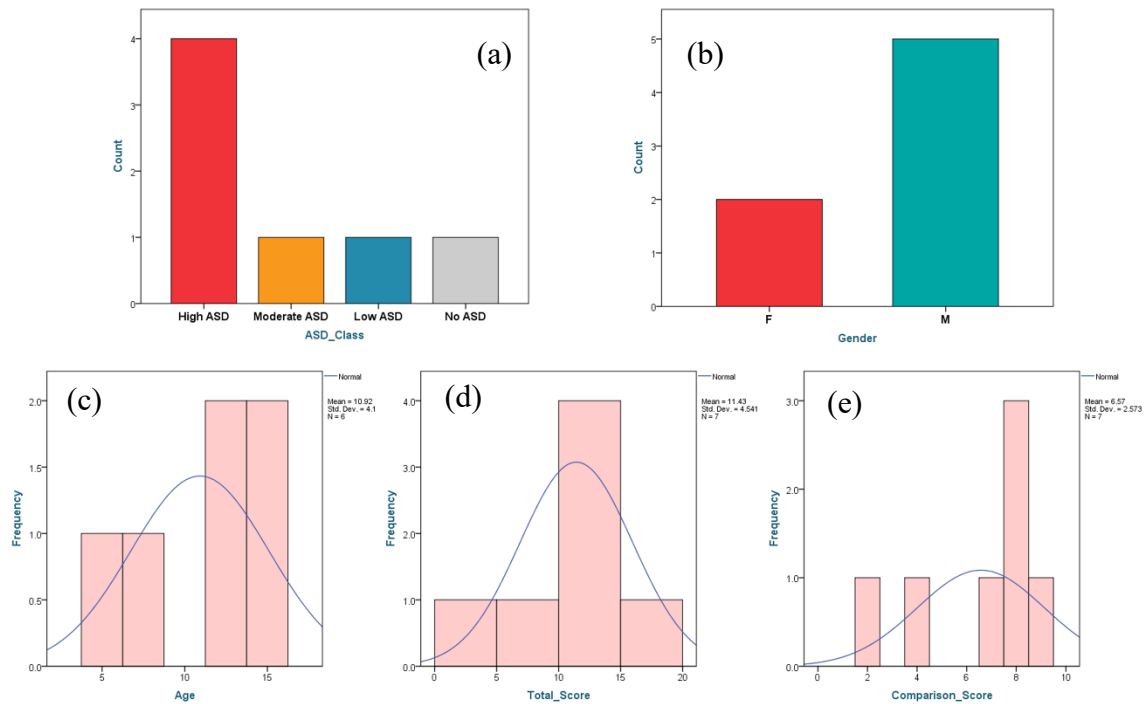 (a)
Count
4
3
2
1
0
High ASD Moderate ASD Low ASD No ASD
ASD_Class
(b)
Count
5
4
3
2
1
0
F M
Gender
(c)
Normal
Mean = 10.92
Std. Dev. = 4.1
N = 6
Frequency
2.0
1.5
1.0
0.5
0.0
5 10 15
Age
(d)
Normal
Mean = 11.43
Std. Dev. = 4.541
N = 7
Frequency
4.0
3.0
2.0
1.0
0.0
0 5 10 15 20
Total_Score
(e)
Normal
Mean = 6.57
Std. Dev. = 2.573
N = 7
Frequency
3.0
2.0
1.0
0.0
0 2 4 6 8 10
Comparison_Score